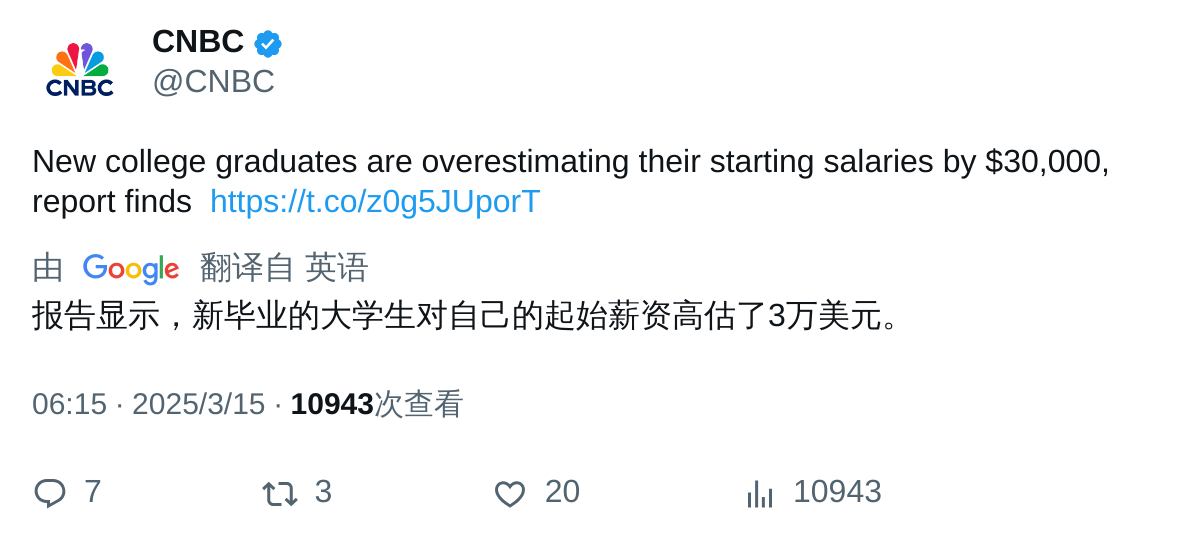 CNBC
CNBC
@CNBC
New college graduates are overestimating their starting salaries by $30,000,
report finds https://t.co/z0g5JUporT
由 Google 翻译自 英语
报告显示，新毕业的大学生对自己的起始薪资高估了3万美元。
06:15 · 2025/3/15 · 10943次查看
7 3 20 10943